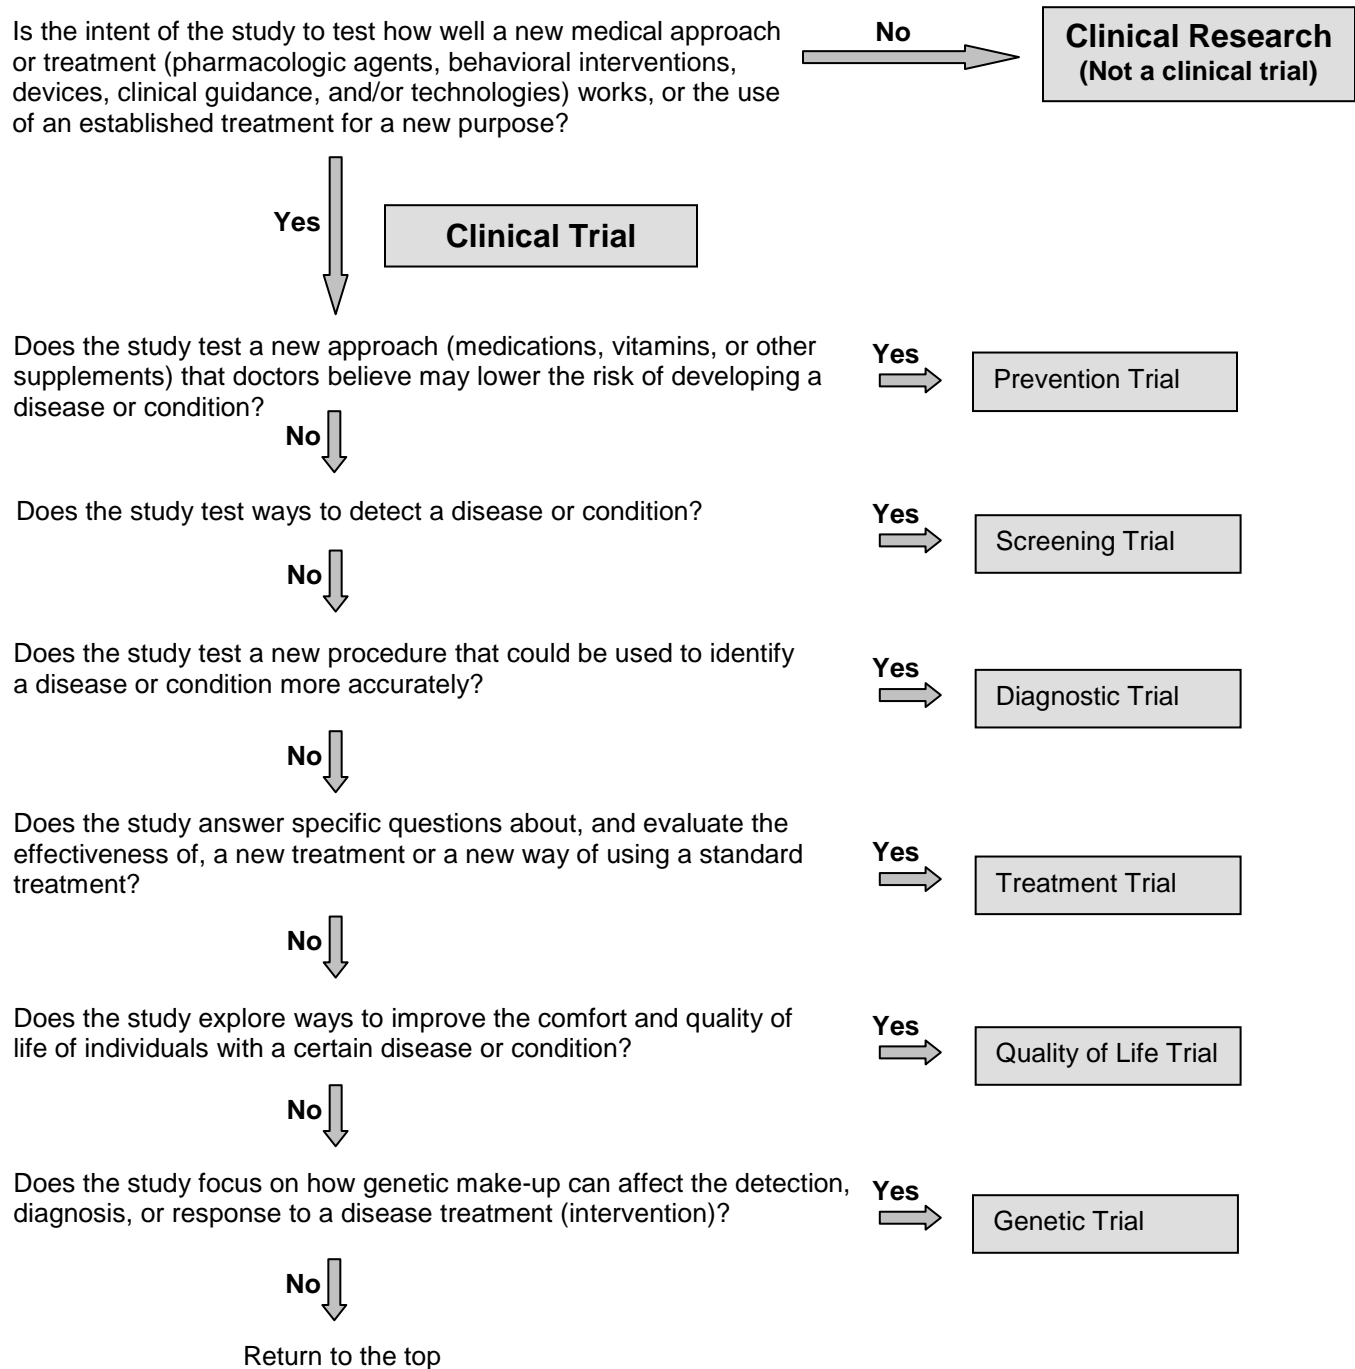 Is the intent of the study to test how well a new medical approach
or treatment (pharmacologic agents, behavioral interventions,
devices, clinical guidance, and/or technologies) works, or the use
of an established treatment for a new purpose?
No
Clinical Research
(Not a clinical trial)
Yes
Clinical Trial
Does the study test a new approach (medications, vitamins, or other
supplements) that doctors believe may lower the risk of developing a
disease or condition?
Yes
Prevention Trial
No
Does the study test ways to detect a disease or condition?
Yes
Screening Trial
No
Does the study test a new procedure that could be used to identify
a disease or condition more accurately?
Yes
Diagnostic Trial
No
Does the study answer specific questions about, and evaluate the
effectiveness of, a new treatment or a new way of using a standard
treatment?
Yes
Treatment Trial
No
Does the study explore ways to improve the comfort and quality of
life of individuals with a certain disease or condition?
Yes
Quality of Life Trial
No
Does the study focus on how genetic make-up can affect the detection,
diagnosis, or response to a disease treatment (intervention)?
Yes
Genetic Trial
No
Return to the top